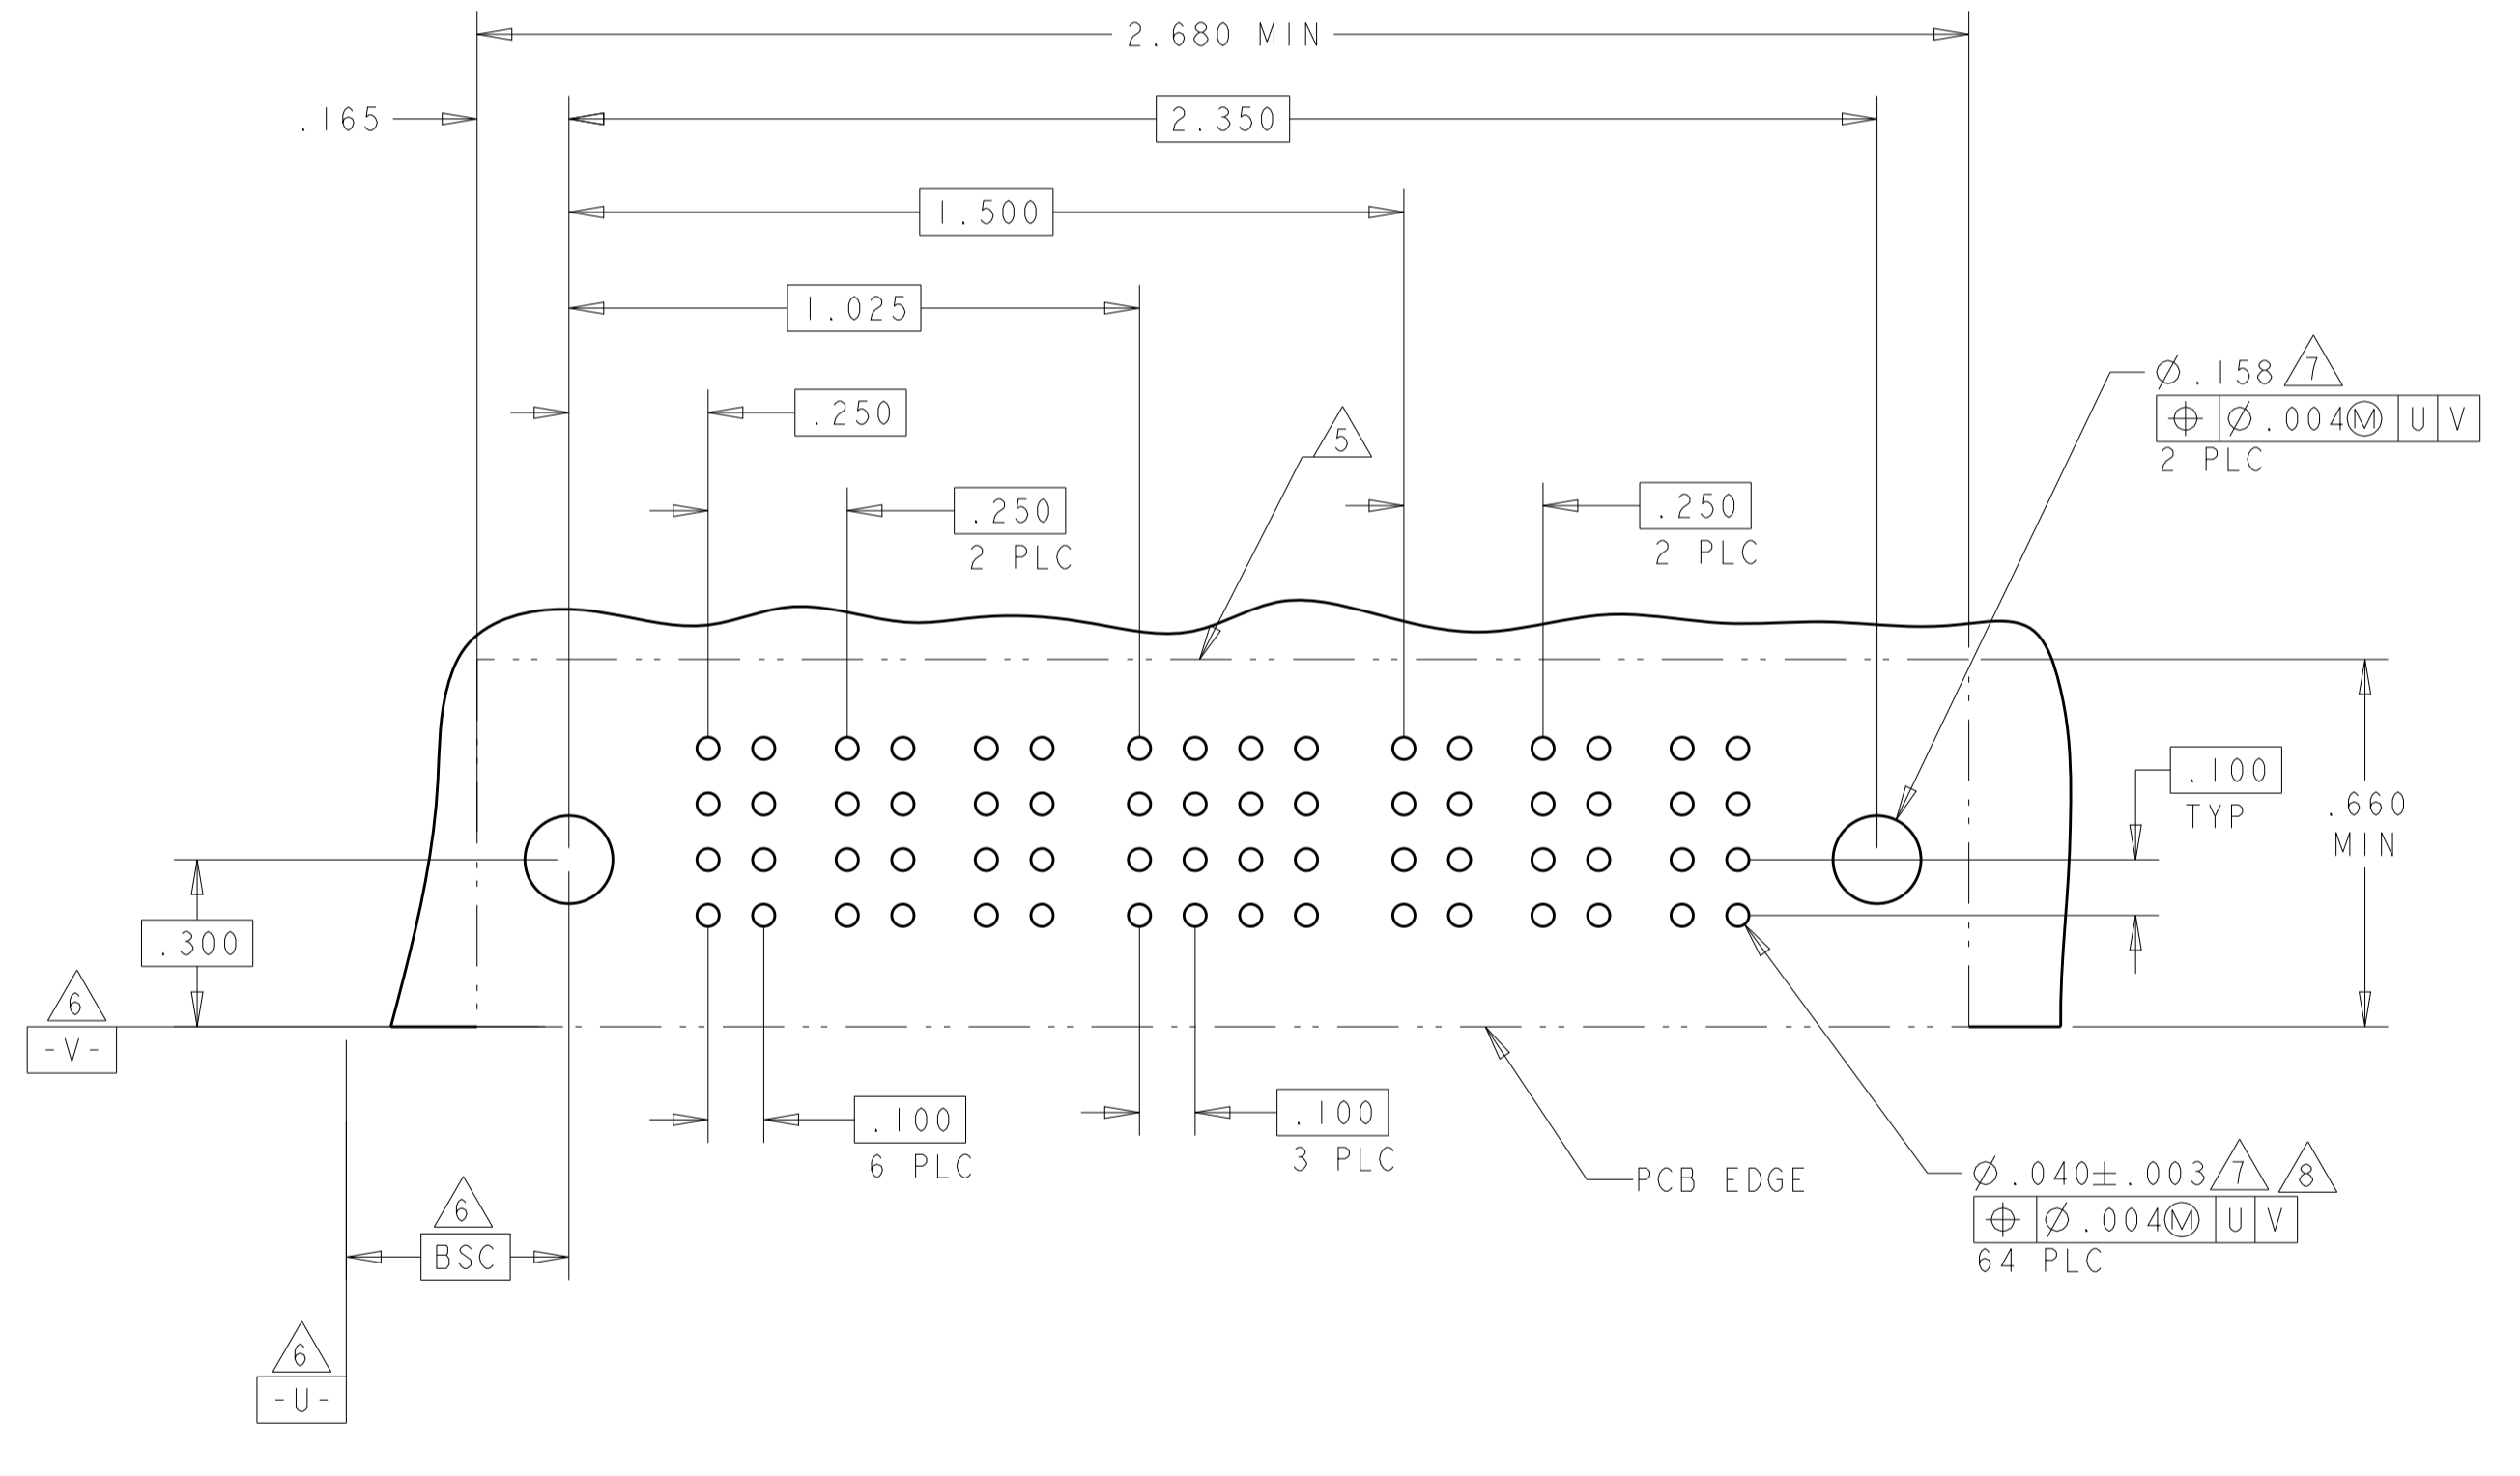 2.680 MIN
.165
2.350
1.500
1.025
.250
.250
2 PLC
5
.250
2 PLC
⌀.158 7
⌖ ⌀.004Ⓜ U V
2 PLC
.100
TYP
.660
MIN
.300
6
-V-
.100
6 PLC
.100
3 PLC
PCB EDGE
⌀.040±.003 7 8
⌖ ⌀.004Ⓜ U V
64 PLC
6
BSC
6
-U-